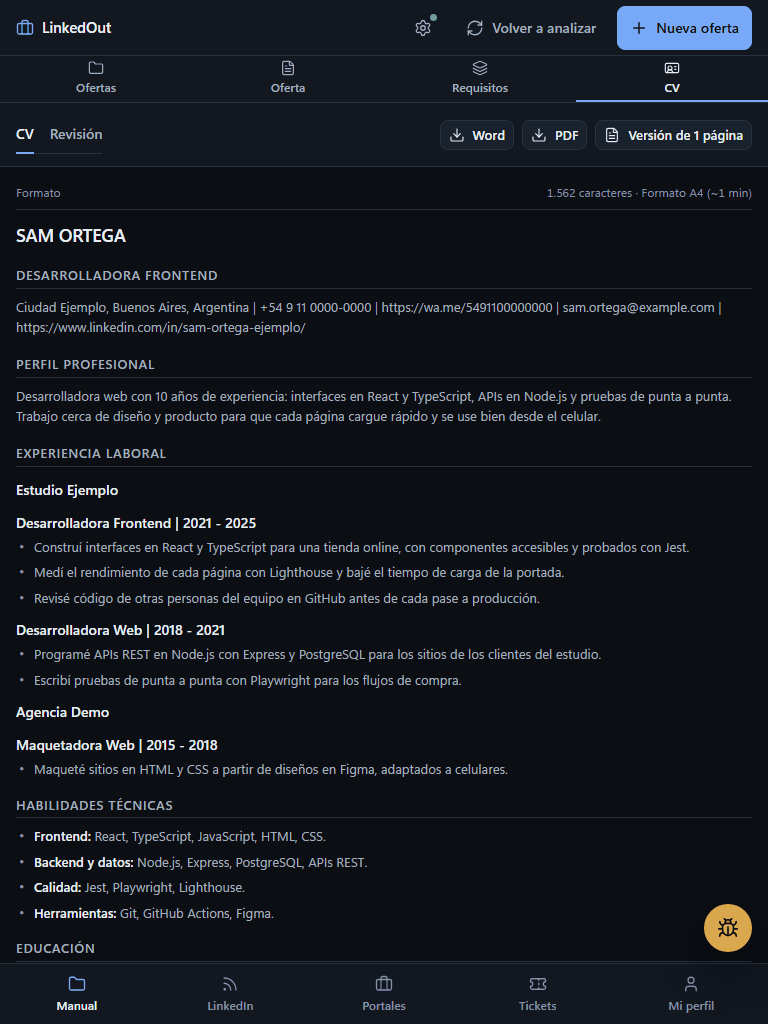 LinkedOut
Volver a analizar
Nueva oferta
Ofertas
Oferta
Requisitos
CV
CV
Revisión
Word
PDF
Versión de 1 página
Formato
1.562 caracteres · Formato A4 (~1 min)
SAM ORTEGA
DESARROLLADORA FRONTEND
Ciudad Ejemplo, Buenos Aires, Argentina | +54 9 11 0000-0000 | https://wa.me/5491100000000 | sam.ortega@example.com |
https://www.linkedin.com/in/sam-ortega-ejemplo/
PERFIL PROFESIONAL
Desarrolladora web con 10 años de experiencia: interfaces en React y TypeScript, APIs en Node.js y pruebas de punta a punta.
Trabajo cerca de diseño y producto para que cada página cargue rápido y se use bien desde el celular.
EXPERIENCIA LABORAL
Estudio Ejemplo
Desarrolladora Frontend | 2021 - 2025
• Construí interfaces en React y TypeScript para una tienda online, con componentes accesibles y probados con Jest.
• Medí el rendimiento de cada página con Lighthouse y bajé el tiempo de carga de la portada.
• Revisé código de otras personas del equipo en GitHub antes de cada pase a producción.
Desarrolladora Web | 2018 - 2021
• Programé APIs REST en Node.js con Express y PostgreSQL para los sitios de los clientes del estudio.
• Escribí pruebas de punta a punta con Playwright para los flujos de compra.
Agencia Demo
Maquetadora Web | 2015 - 2018
• Maqueté sitios en HTML y CSS a partir de diseños en Figma, adaptados a celulares.
HABILIDADES TÉCNICAS
• Frontend: React, TypeScript, JavaScript, HTML, CSS.
• Backend y datos: Node.js, Express, PostgreSQL, APIs REST.
• Calidad: Jest, Playwright, Lighthouse.
• Herramientas: Git, GitHub Actions, Figma.
EDUCACIÓN
Manual
LinkedIn
Portales
Tickets
Mi perfil